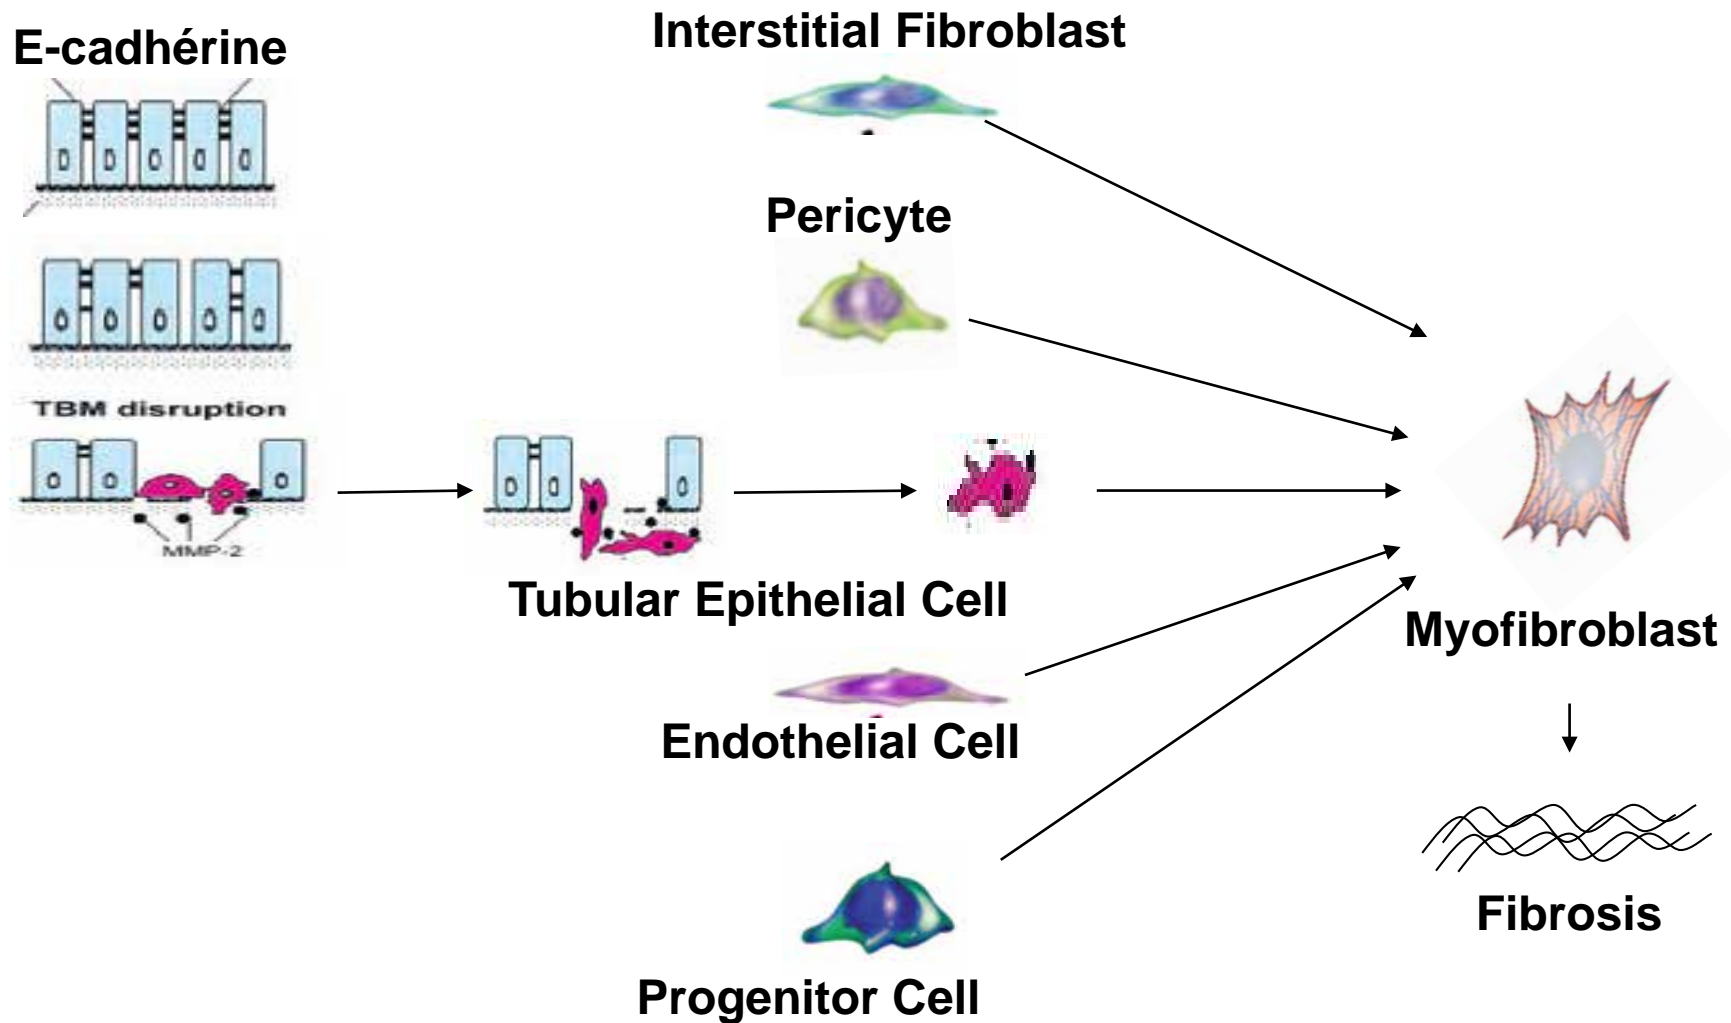 E-cadhérine
Interstitial Fibroblast
Pericyte
TBM disruption
MMP-2
Tubular Epithelial Cell
Endothelial Cell
Myofibroblast
Fibrosis
Progenitor Cell